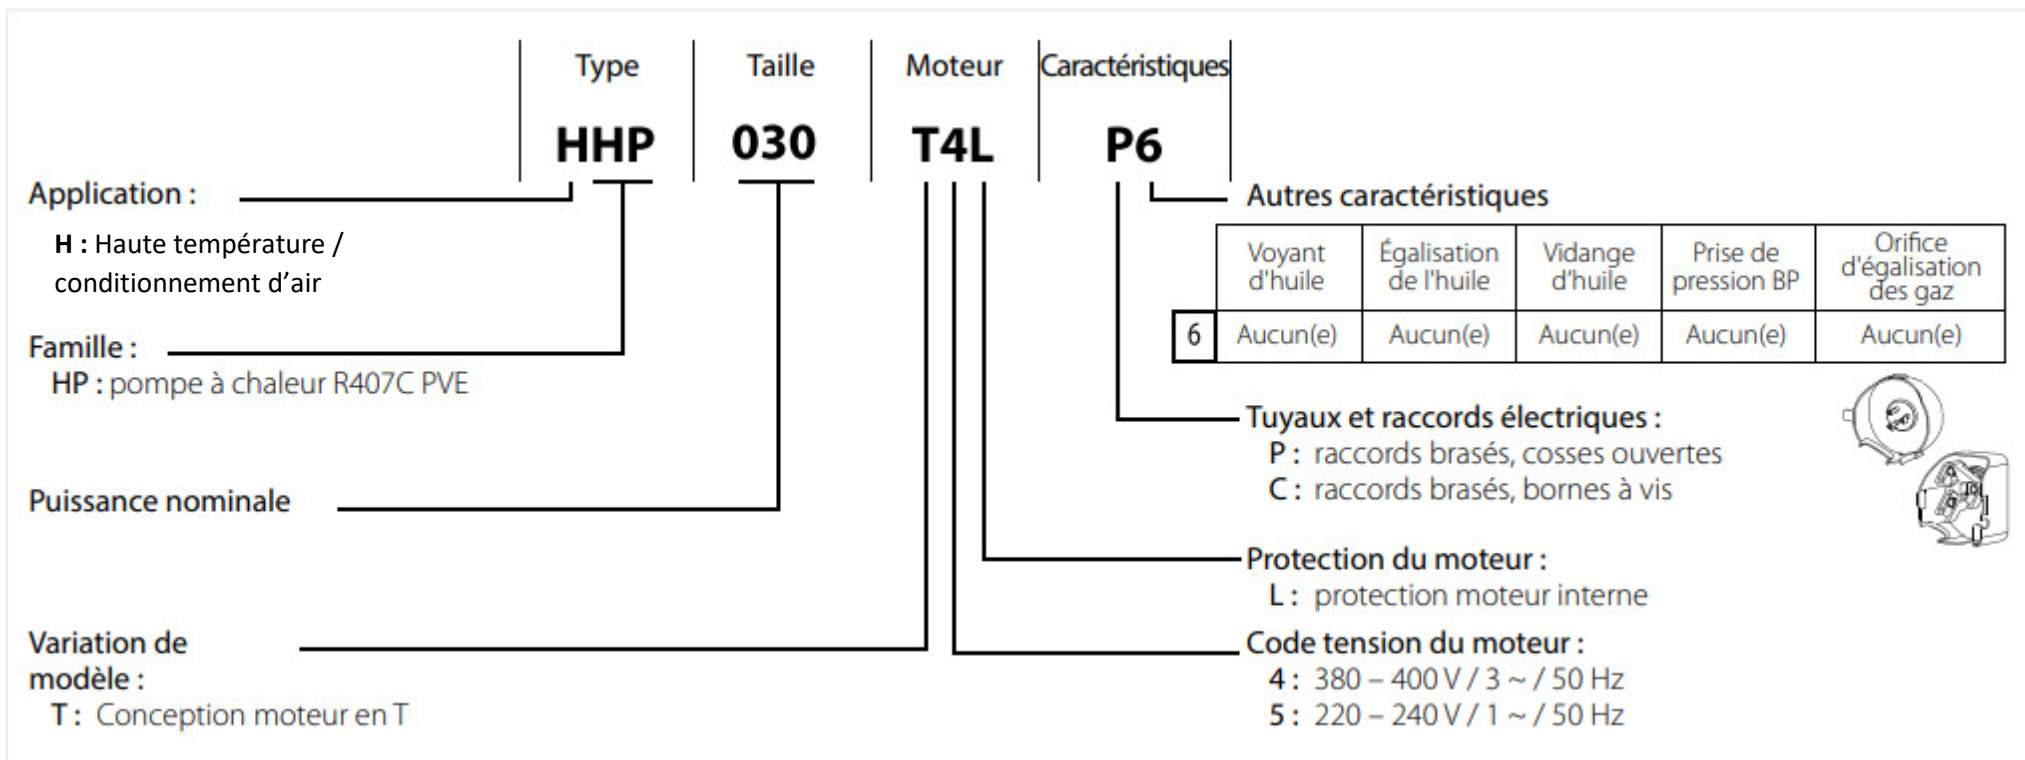 Type Taille Moteur Caractéristiques
HHP 030 T4L P6
Application :
H : Haute température /
conditionnement d’air
Famille :
HP : pompe à chaleur R407C PVE
Puissance nominale
Variation de
modèle :
T : Conception moteur en T
Autres caractéristiques
Voyant
d'huile
Égalisation
de l'huile
Vidange
d’huile
Prise de
pression BP
Orifice
d'égalisation
des gaz
6 Aucun(e) Aucun(e) Aucun(e) Aucun(e) Aucun(e)
Tuyaux et raccords électriques :
P : raccords brasés, cosses ouvertes
C : raccords brasés, bornes à vis
Protection du moteur :
L : protection moteur interne
Code tension du moteur :
4 : 380 – 400 V / 3 ~ / 50 Hz
5 : 220 – 240 V / 1 ~ / 50 Hz